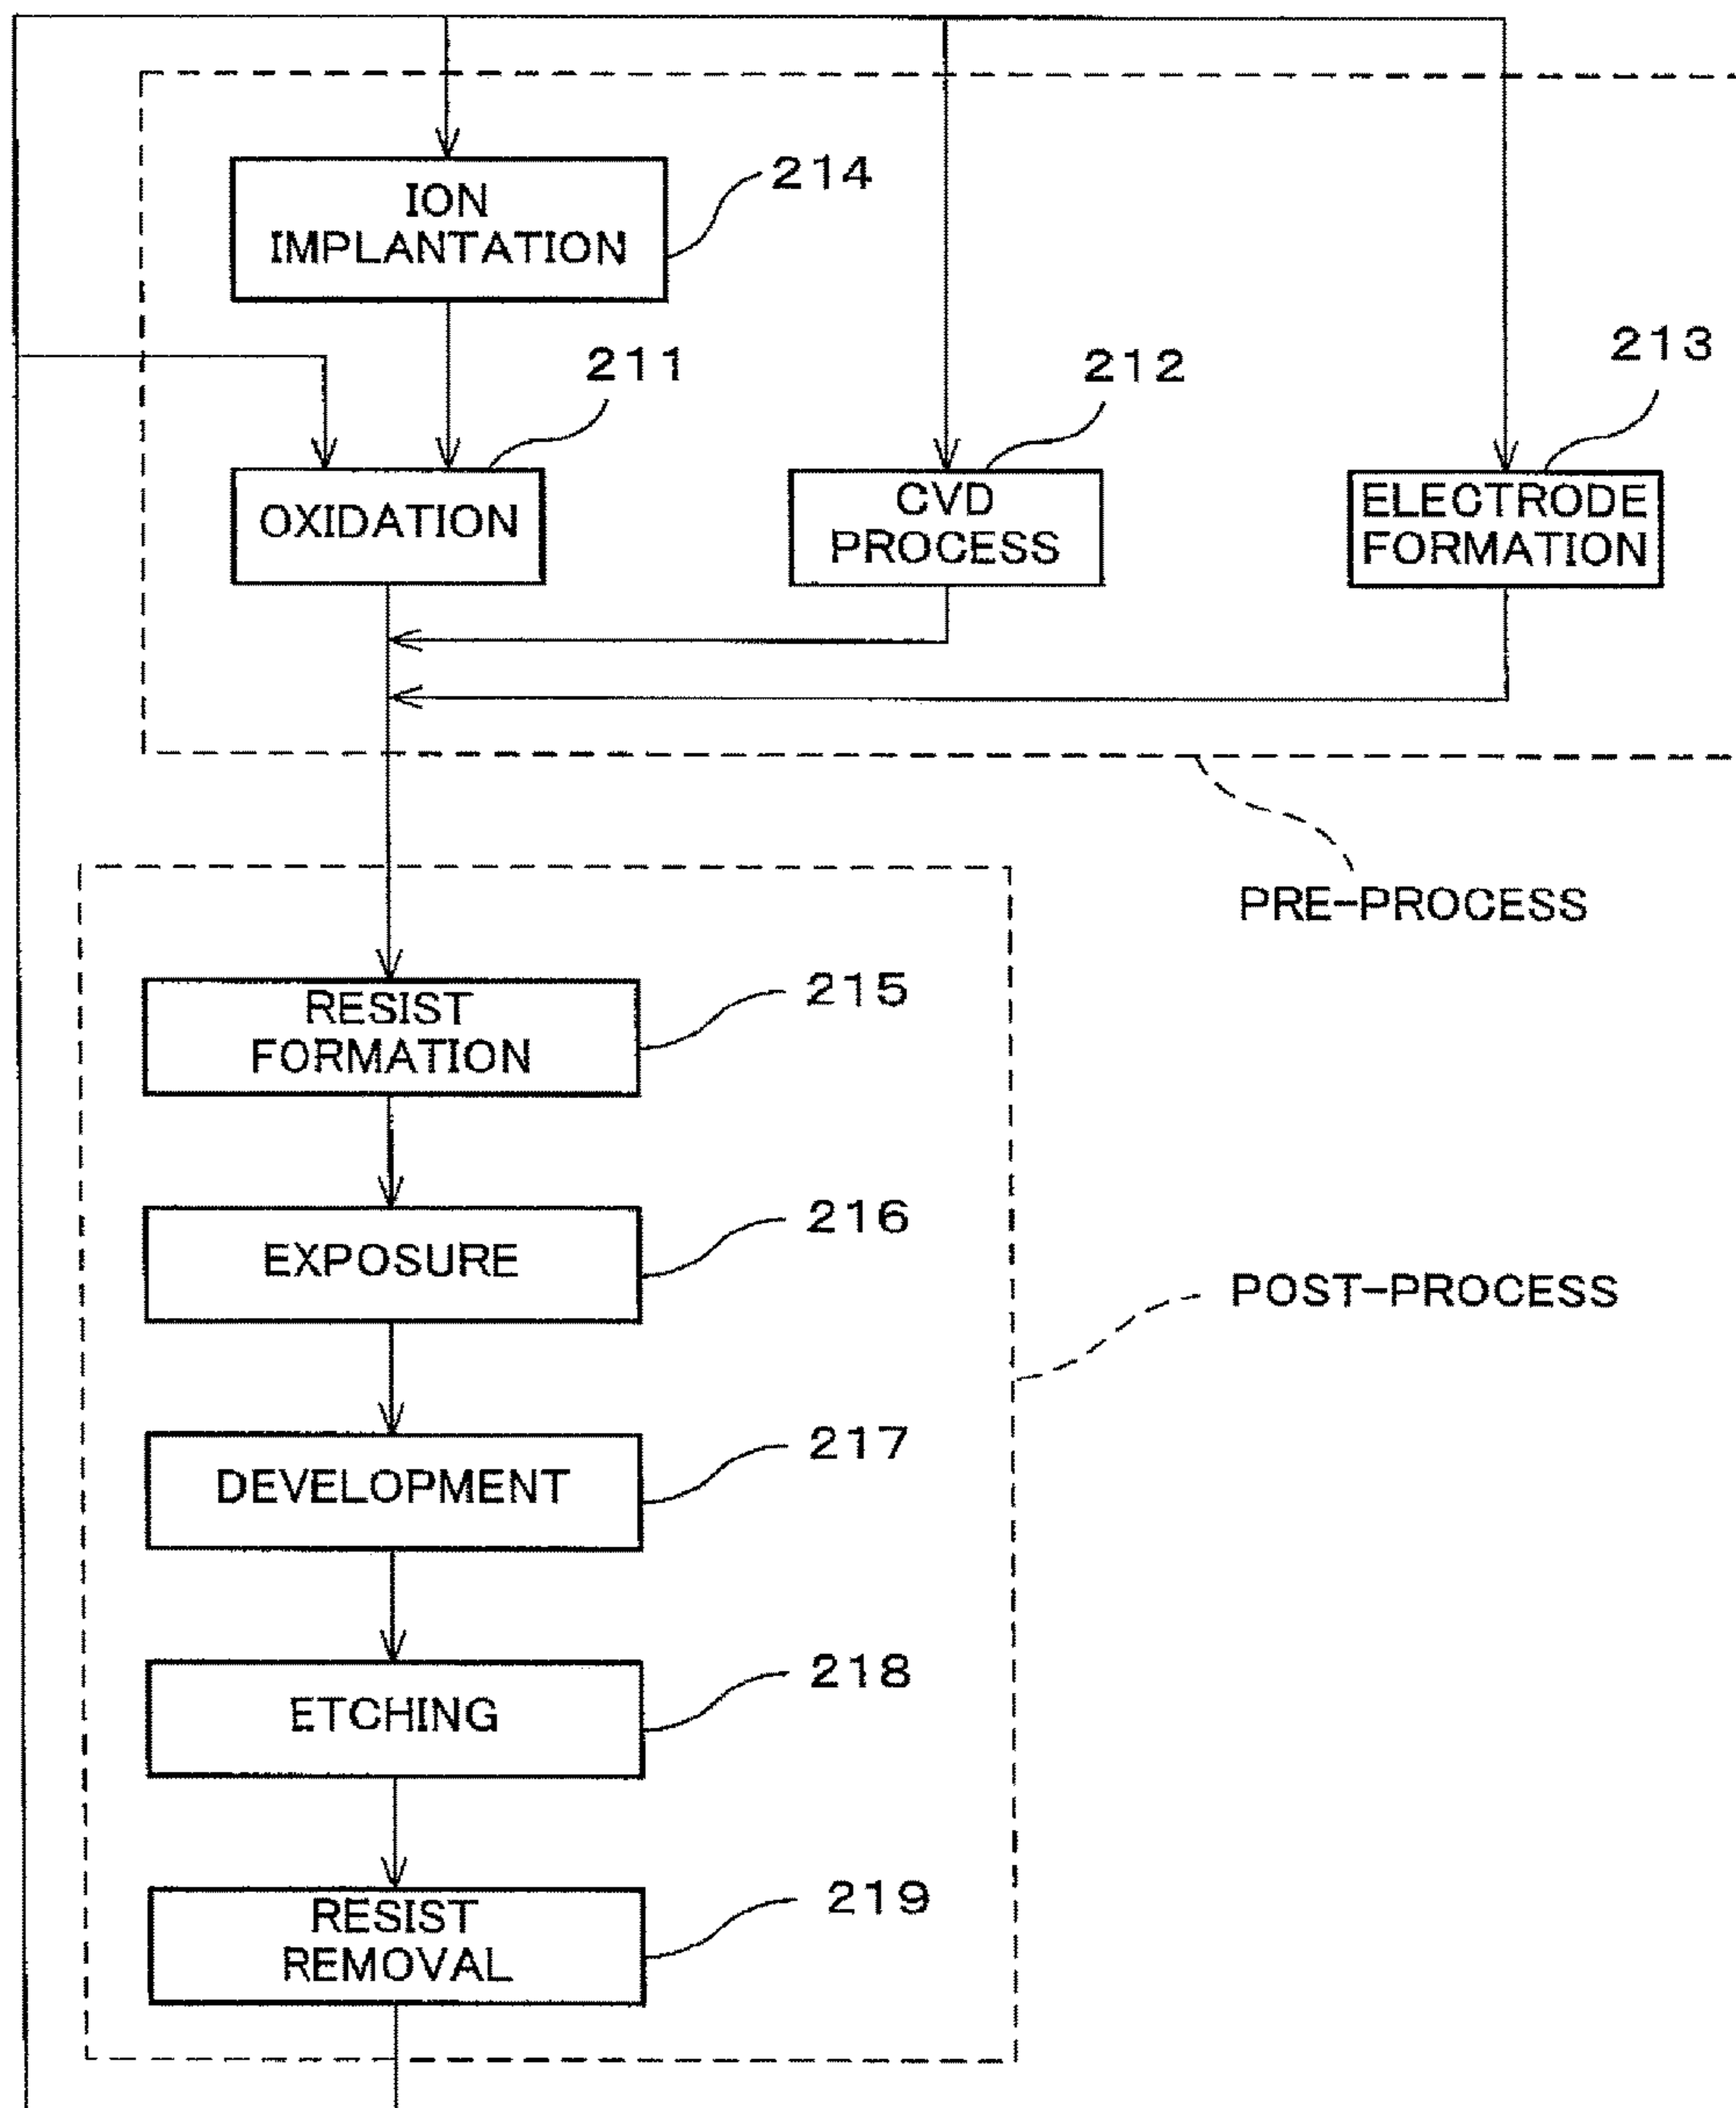 ION
IMPLANTATION
214
211
212
213
OXIDATION
CVD
PROCESS
ELECTRODE
FORMATION
PRE-PROCESS
RESIST
FORMATION
215
EXPOSURE
216
POST-PROCESS
DEVELOPMENT
217
ETCHING
218
RESIST
REMOVAL
219